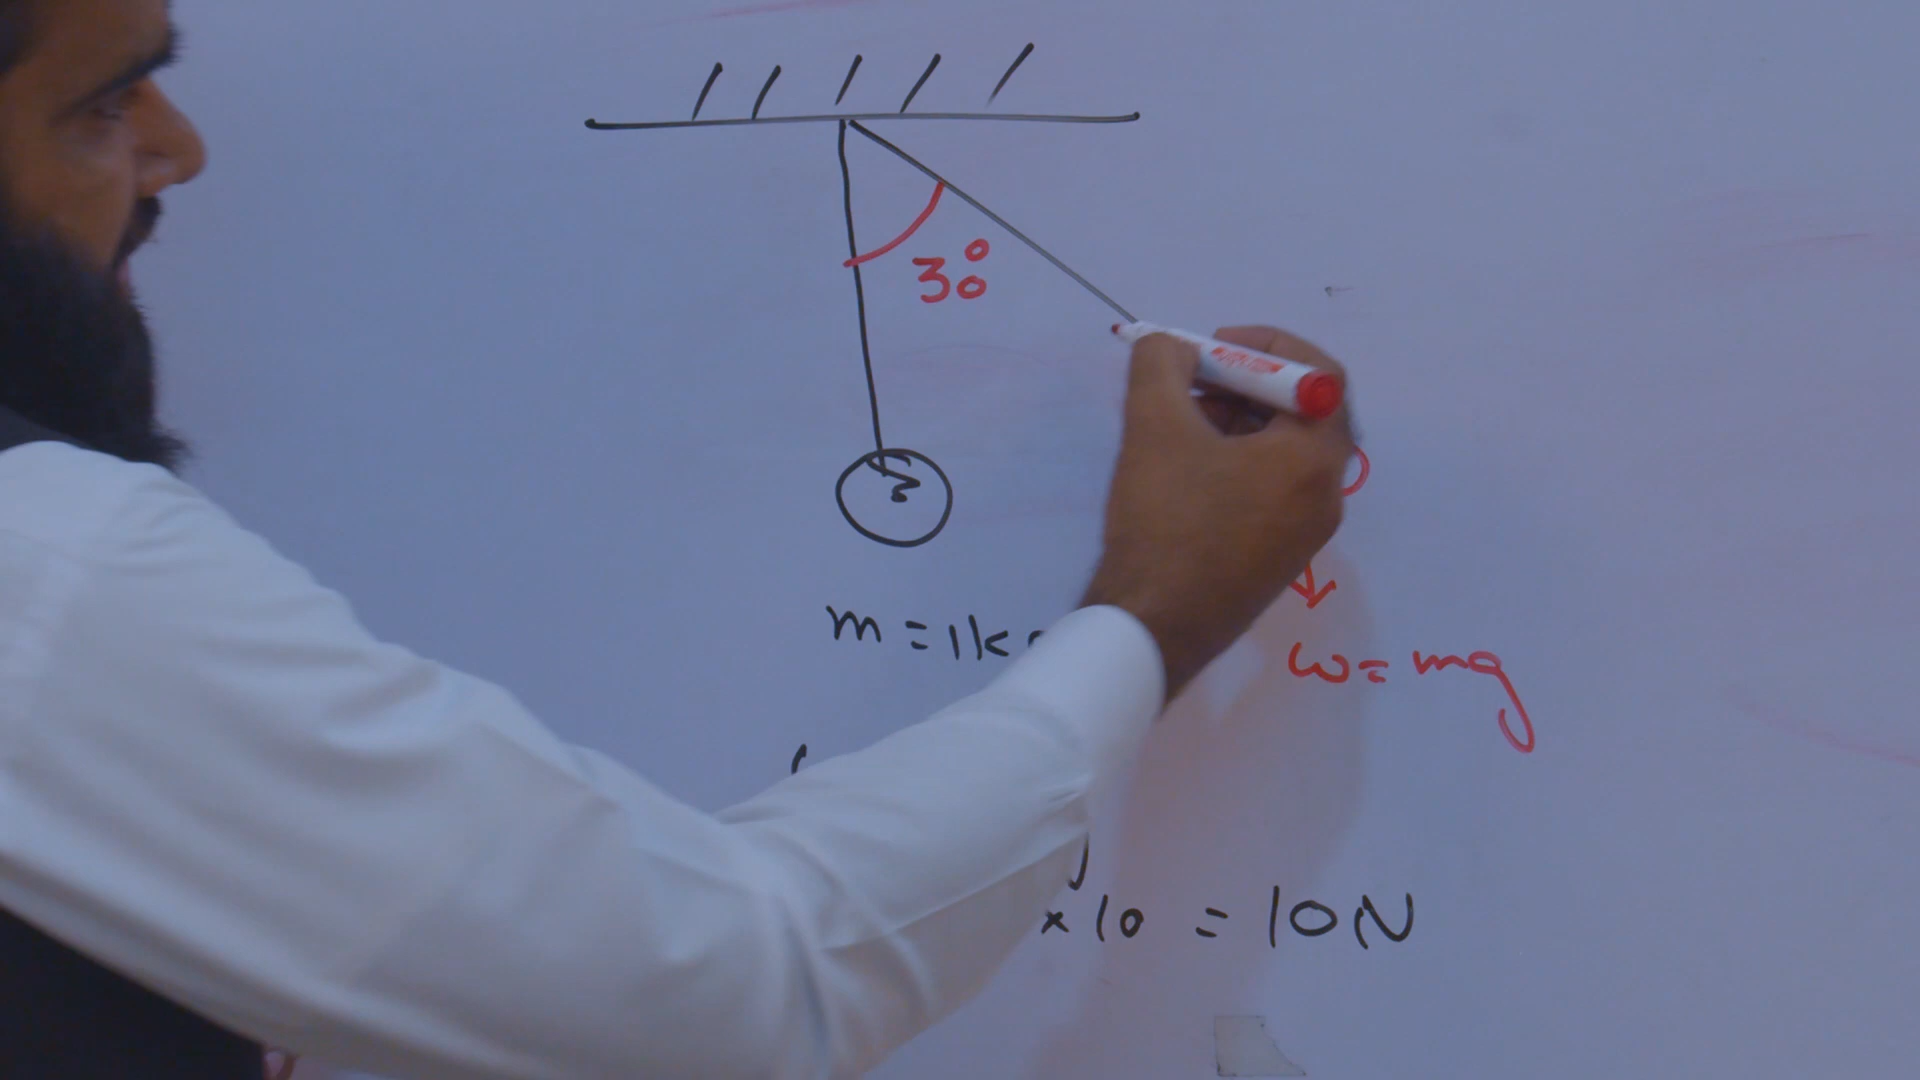 30°
m
m = 1k
w = mg
× 10 = 10N